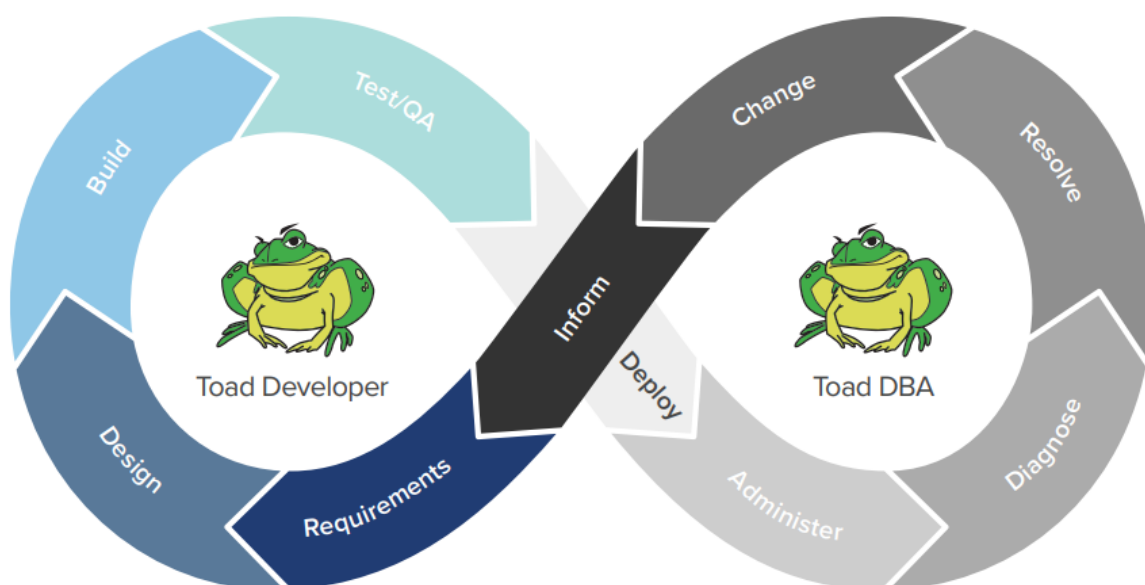 Test/QA
Change
Build
Resolve
Inform
Deploy
Toad Developer
Toad DBA
Design
Requirements
Administer
Diagnose